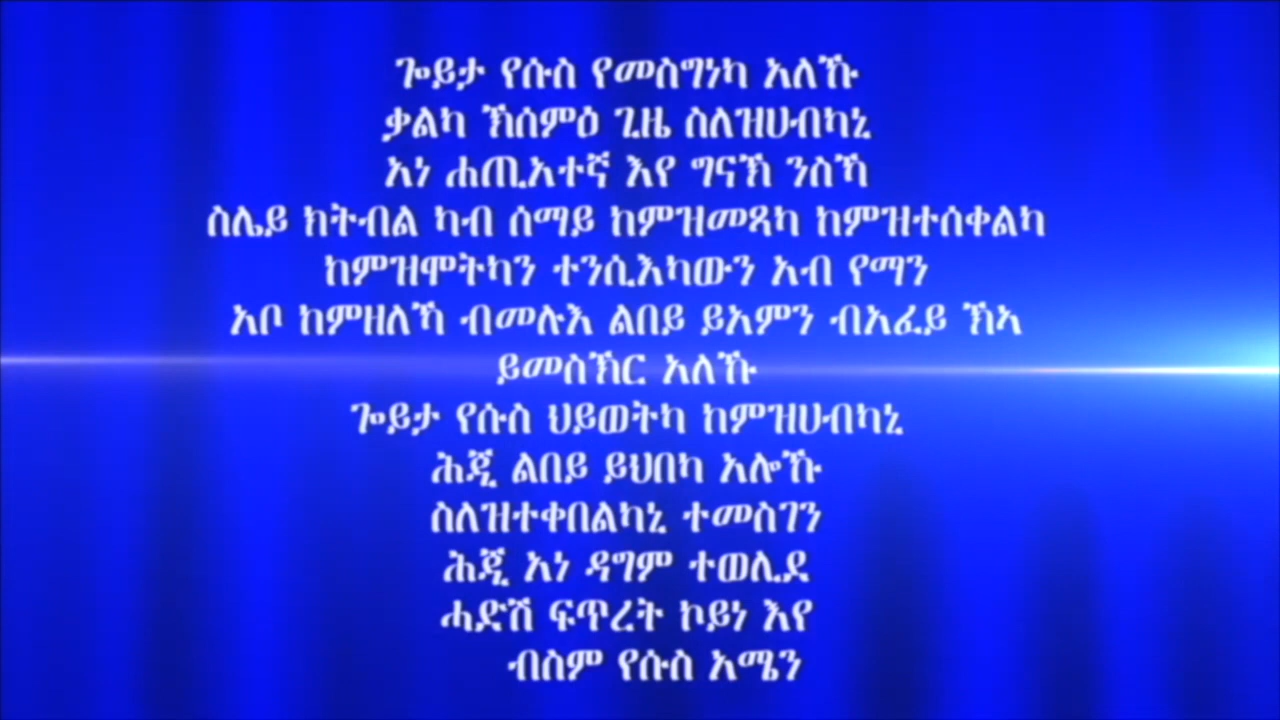 ጐይታ የሱስ የመስግነካ አለኹ
ቃልካ ኽሰምዕ ጊዜ ስለዝሀብካኒ
አነ ሐጢአተኛ እየ ግናኽ ንስኻ
ስሌይ ክትብል ካብ ሰማይ ከምዝመጻካ ከምዝተሰቀልካ
ከምዝሞትካን ተንሲእካውን አብ የማን
አቦ ከምዘለኻ ብመሉእ ልበይ ይአምን ብአፈይ ኽኣ
ይመስኽር አለኹ
ጐይታ የሱስ ህይወትካ ከምዝሀብካኒ
ሕጂ ልበይ ይህበካ አሎኹ
ስለዝተቀበልካኒ ተመስገን
ሕጂ አነ ዳግም ተወሊደ
ሓድሽ ፍጥረት ኮይነ እየ
ብስም የሱስ አሜን